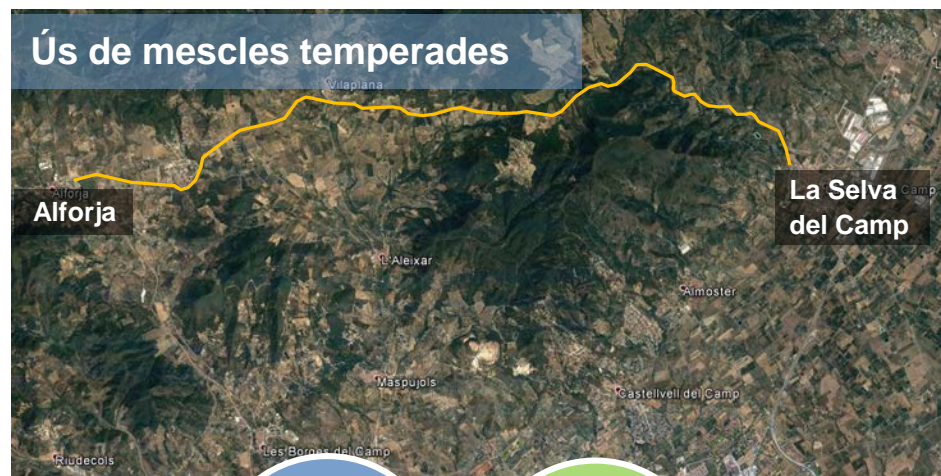 Ús de mescles temperades
Vilaplana
Alforja
Alforja
La Selva
del Camp
Camp
L'Aleixar
Almoster
Maspujols
Castellvell del Camp
Les Borges del Camp
Riudecols